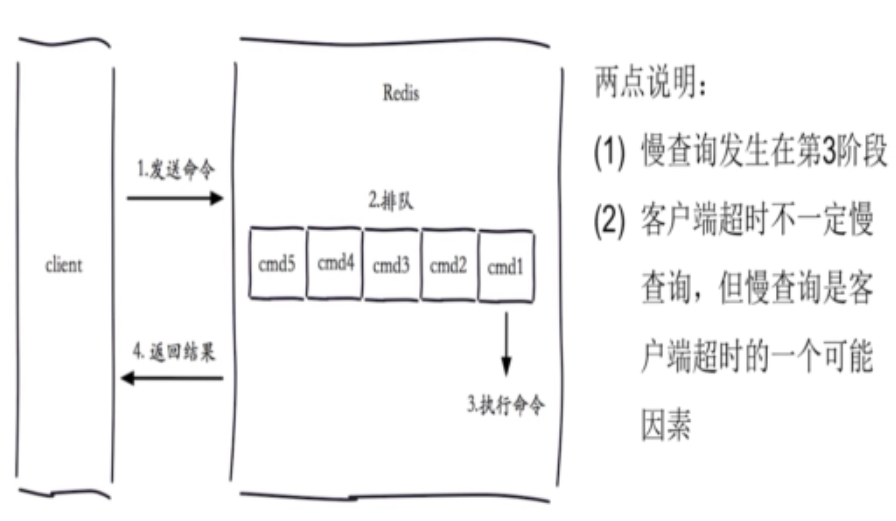 Redis
1.发送命令
2.排队
client
cmd5 cmd4 cmd3 cmd2 cmd1
4. 返回结果
3.执行命令
两点说明:
(1) 慢查询发生在第3阶段
(2) 客户端超时不一定慢
查询，但慢查询是客
户端超时的一个可能
因素